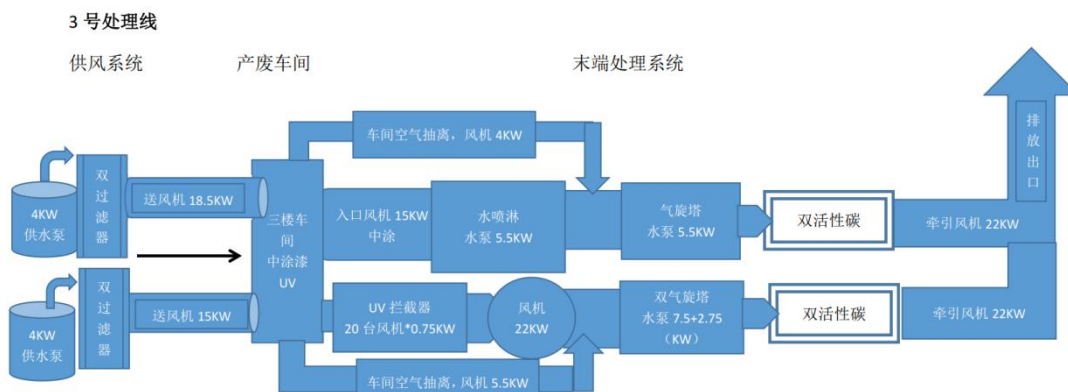 3 号处理线
供风系统
产废车间
末端处理系统
车间空气抽离，风机 4KW
排
放
出
口
4KW
供水泵
双
过
滤
器
送风机 18.5KW
三楼车
间
中涂漆
UV
入口风机 15KW
中涂
水喷淋
水泵 5.5KW
气旋塔
水泵 5.5KW
双活性碳
牵引风机 22KW
4KW
供水泵
双
过
滤
器
送风机 15KW
UV 拦截器
20 台风机*0.75KW
风机
22KW
双气旋塔
水泵 7.5+2.75
（KW）
双活性碳
牵引风机 22KW
车间空气抽离，风机 5.5KW